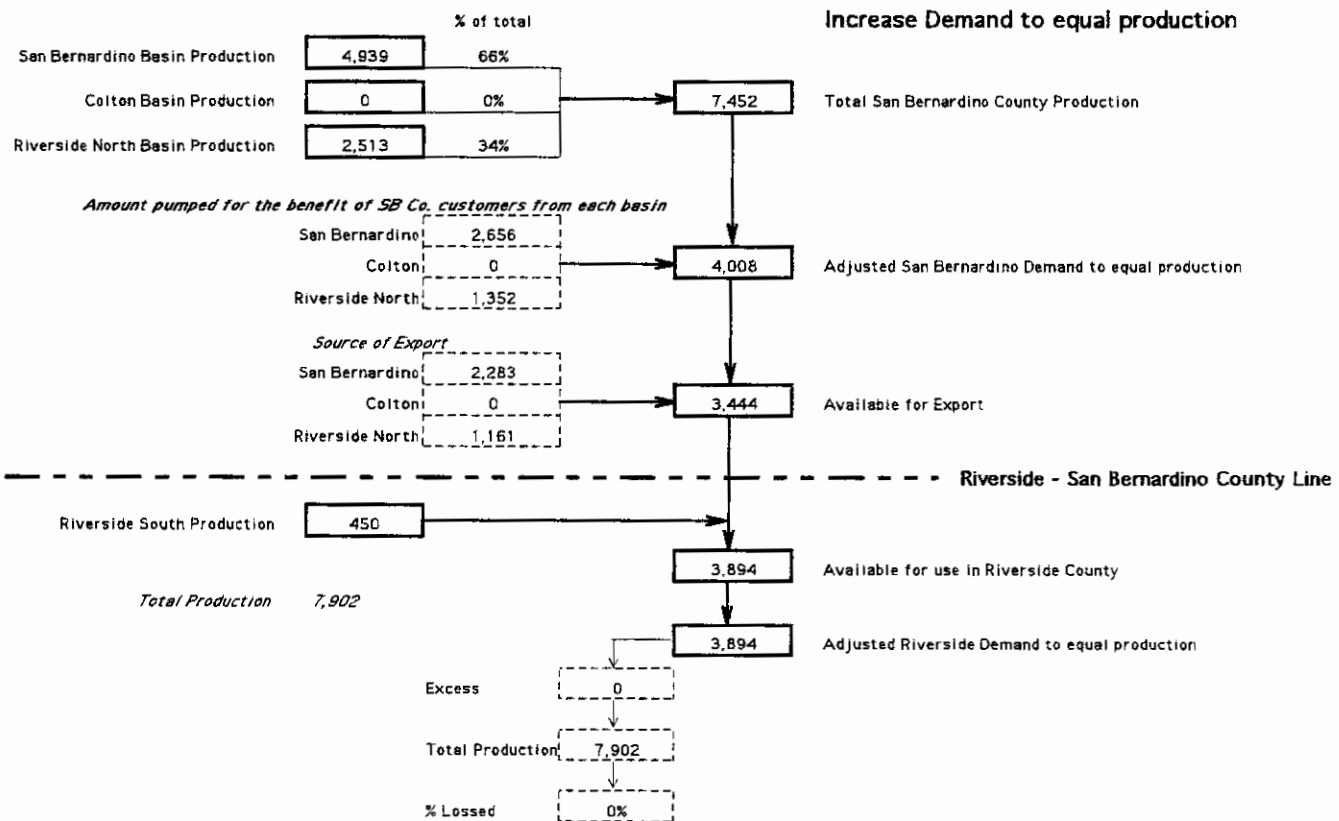 % of total
Increase Demand to equal production
San Bernardino Basin Production 4,939 66%
Colton Basin Production 0 0% 7,452 Total San Bernardino County Production
Riverside North Basin Production 2,513 34%
Amount pumped for the benefit of SB Co. customers from each basin
San Bernardino 2,656
Colton 0 4,008 Adjusted San Bernardino Demand to equal production
Riverside North 1,352
Source of Export
San Bernardino 2,283
Colton 0 3,444 Available for Export
Riverside North 1,161
Riverside - San Bernardino County Line
Riverside South Production 450
3,894 Available for use in Riverside County
Total Production 7,902
3,894 Adjusted Riverside Demand to equal production
Excess 0
Total Production 7,902
% Lossed 0%